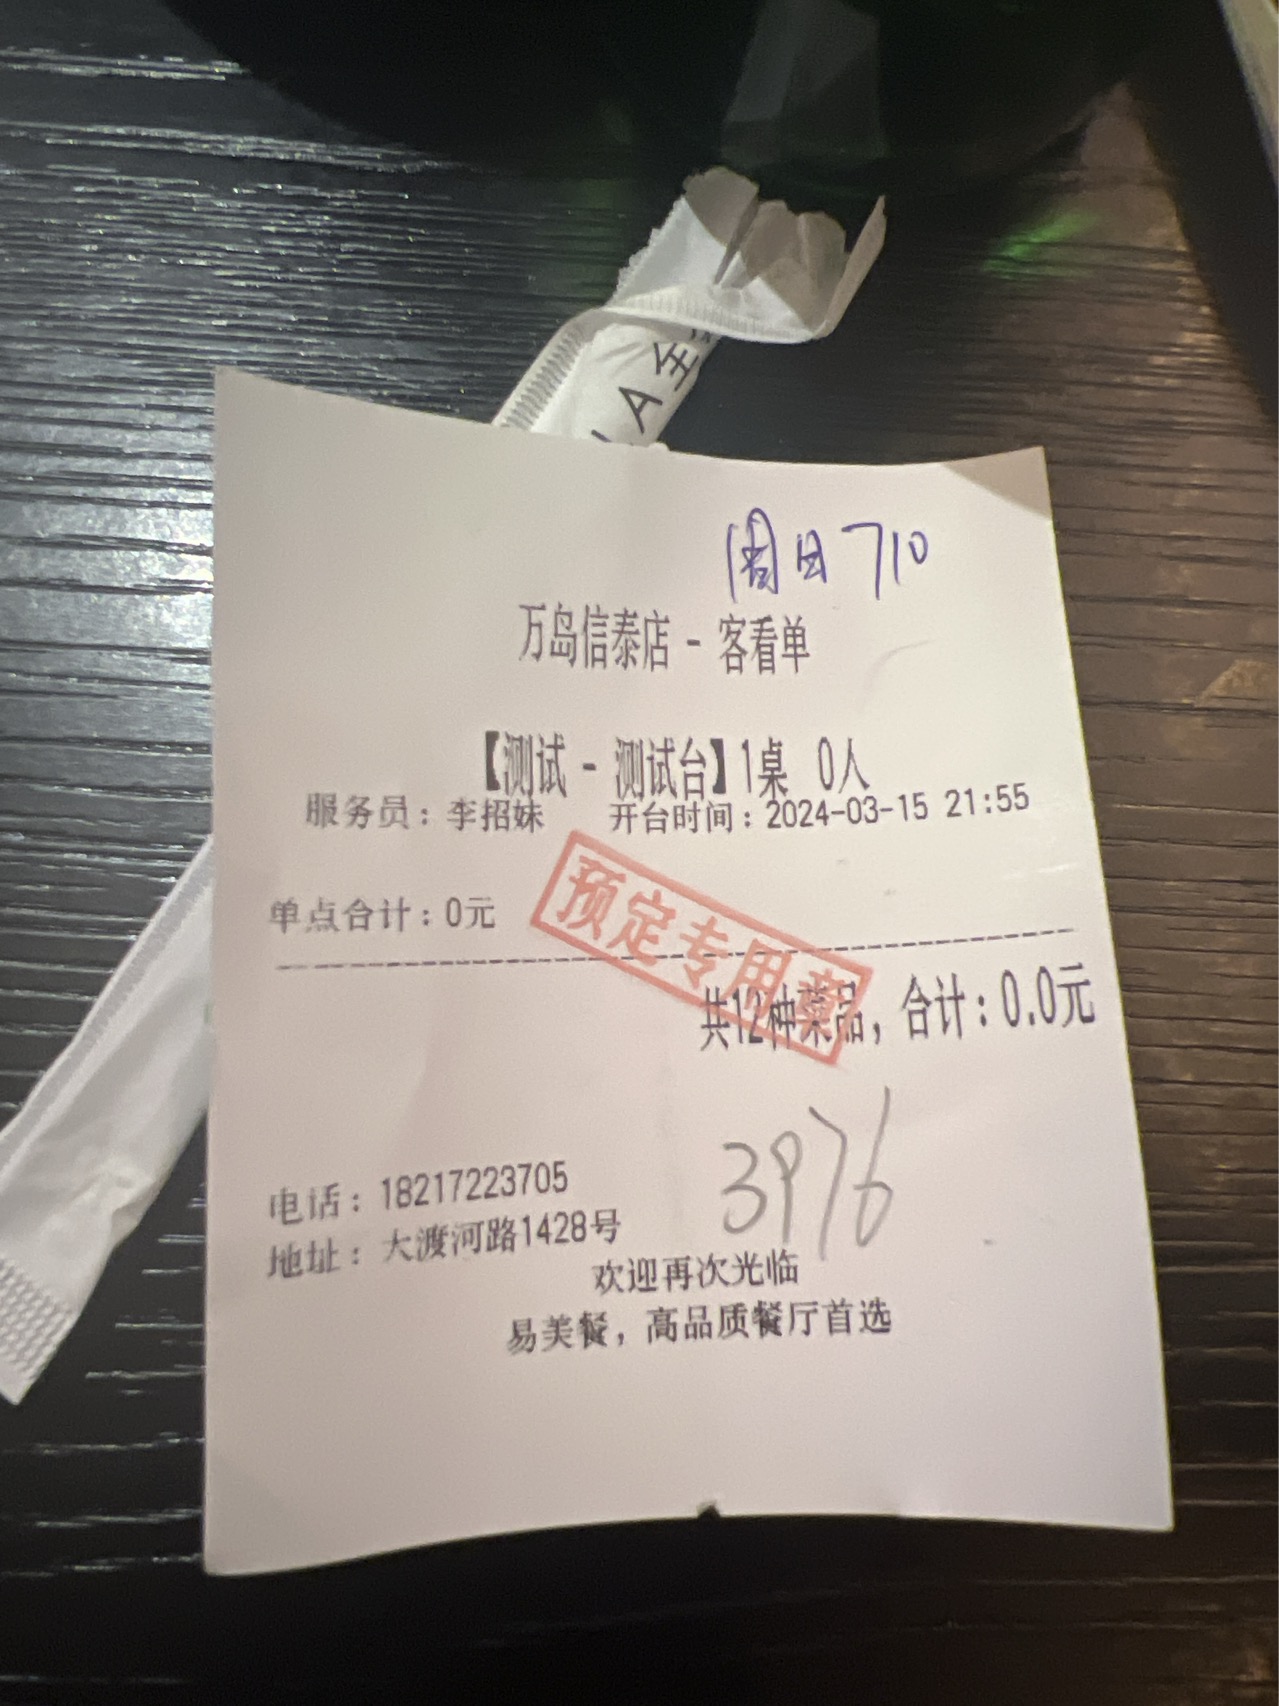 A 全
周日 710
万岛信泰店 - 客看单
【测试 - 测试台】1桌 0人
服务员：李招妹 开台时间：2024-03-15 21:55
单点合计：0元
预定专用章
共12种菜品，合计：0.0元
3976
电话：18217223705
地址：大渡河路1428号
欢迎再次光临
易美餐，高品质餐厅首选